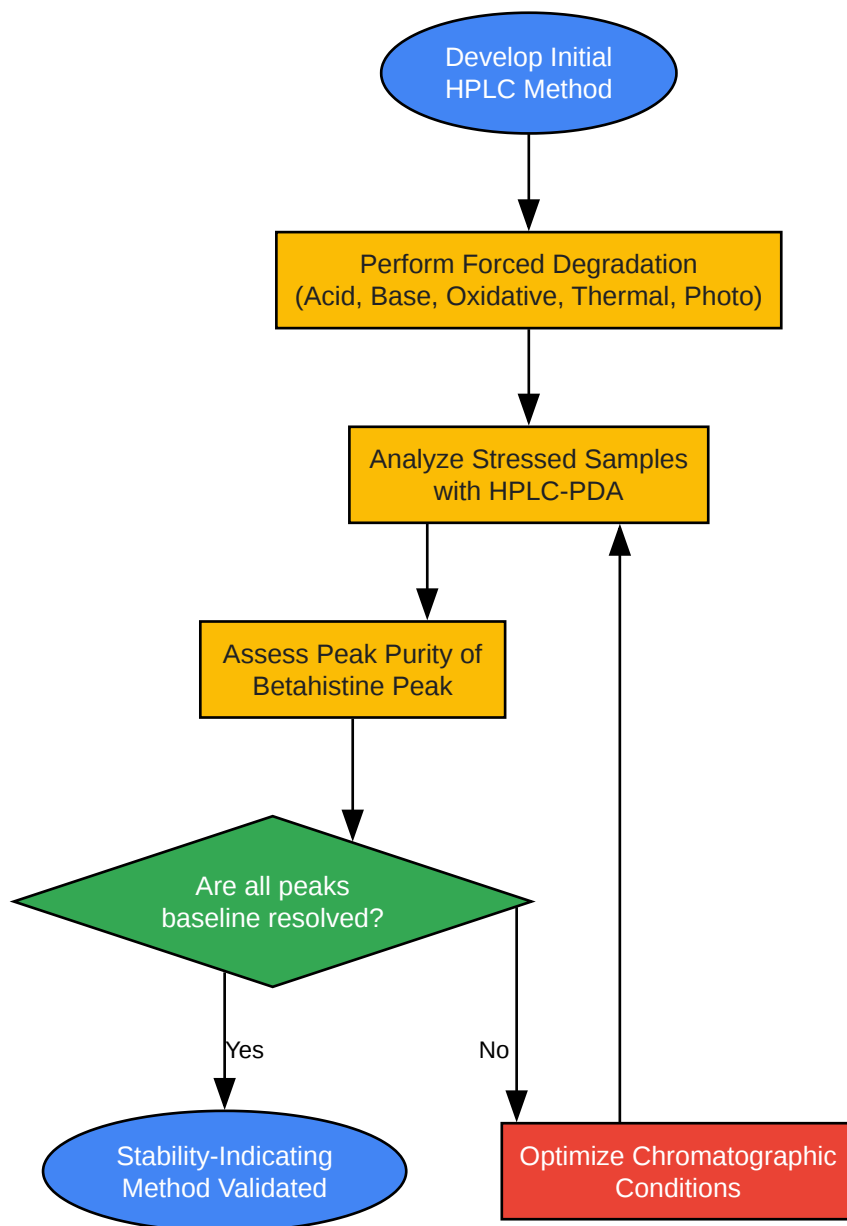 Develop Initial
HPLC Method
Perform Forced Degradation
(Acid, Base, Oxidative, Thermal, Photo)
Analyze Stressed Samples
with HPLC-PDA
Assess Peak Purity of
Betahistine Peak
Are all peaks
baseline resolved?
Yes
No
Stability-Indicating
Method Validated
Optimize Chromatographic
Conditions